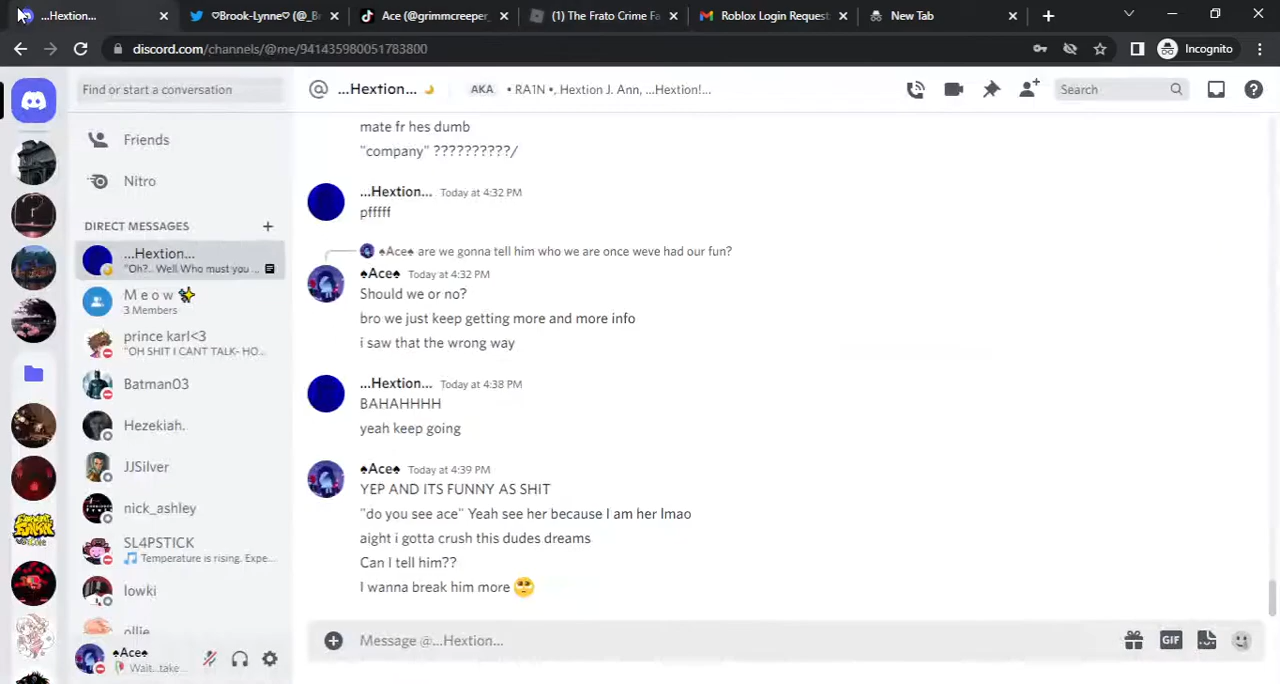 ...Hextion...
♡Brook-Lynne♡ (@_B
Ace (@grimmcreeper_
(1) The Frato Crime Fa
Roblox Login Request
New Tab
discord.com/channels/@me/941435980051783800
Incognito
Find or start a conversation
...Hextion...
AKA
• RA1N •, Hextion J. Ann, ...Hextion!...
Search
Friends
Nitro
DIRECT MESSAGES
...Hextion...
"Oh?.. Well Who must you ...
M e o w ✨
3 Members
prince karl<3
"OH SHIT I CANT TALK- HO...
Batman03
Hezekiah.
JJSilver
nick_ashley
SL4PSTICK
🎵 Temperature is rising. Expe...
lowki
ollie
♠Ace♠
Wait..take...
mate fr hes dumb
"company" ??????????/
...Hextion... Today at 4:32 PM
pfffff
♠Ace♠ are we gonna tell him who we are once weve had our fun?
♠Ace♠ Today at 4:32 PM
Should we or no?
bro we just keep getting more and more info
i saw that the wrong way
...Hextion... Today at 4:38 PM
BAHAHHHH
yeah keep going
♠Ace♠ Today at 4:39 PM
YEP AND ITS FUNNY AS SHIT
"do you see ace" Yeah see her because I am her lmao
aight i gotta crush this dudes dreams
Can I tell him??
I wanna break him more 🥺
Message @...Hextion...
GIF